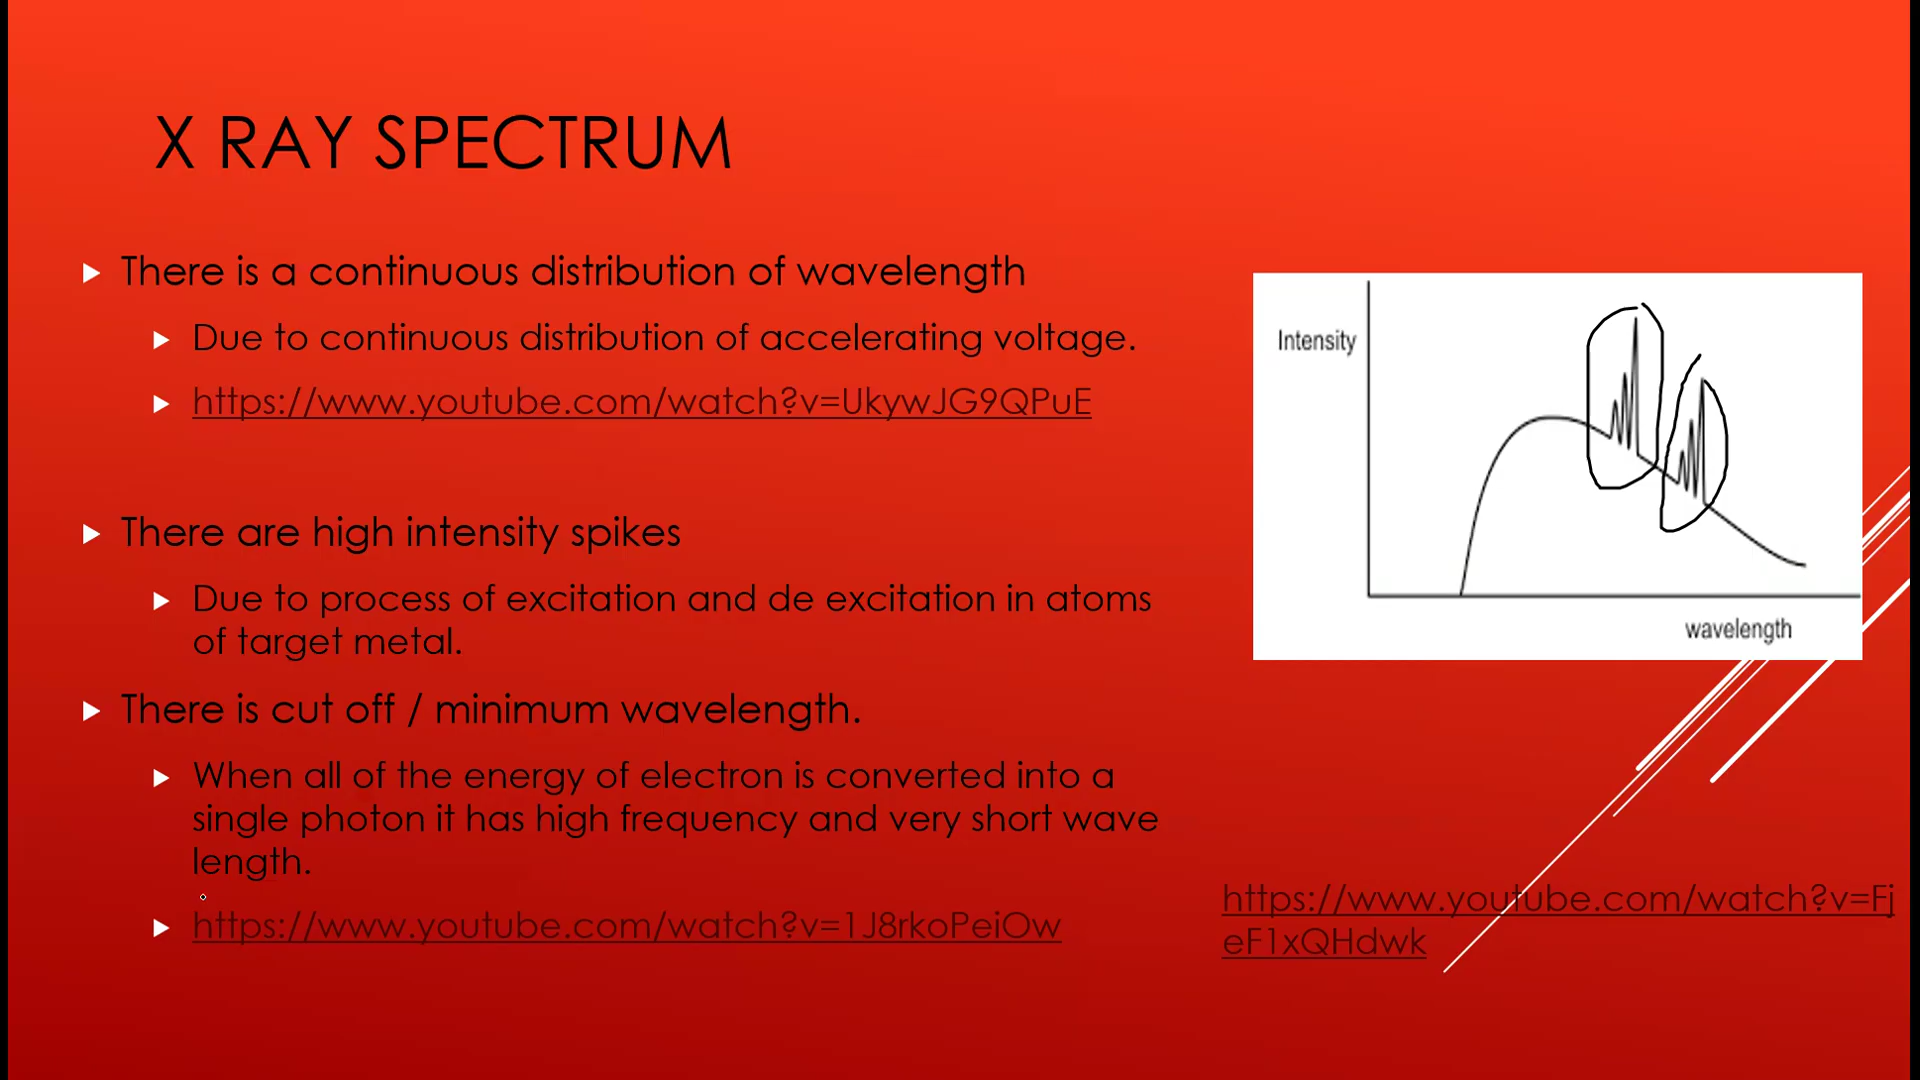 X RAY SPECTRUM
There is a continuous distribution of wavelength
Due to continuous distribution of accelerating voltage.
https://www.youtube.com/watch?v=UkywJG9QPuE
There are high intensity spikes
Due to process of excitation and de excitation in atoms
of target metal.
There is cut off / minimum wavelength.
When all of the energy of electron is converted into a
single photon it has high frequency and very short wave
length.
https://www.youtube.com/watch?v=1J8rkoPeiOw
Intensity
wavelength
https://www.youtube.com/watch?v=Fj
eF1xQHdwk